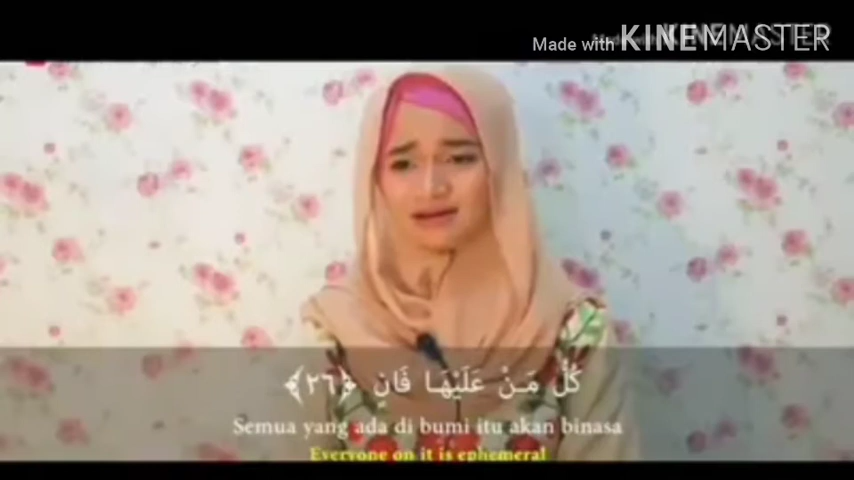 Made with KINEMASTER
كُلُّ مَنْ عَلَيْهَا فَانٍ ﴿٢٦﴾
Semua yang ada di bumi itu akan binasa
Everyone on it is ephemeral